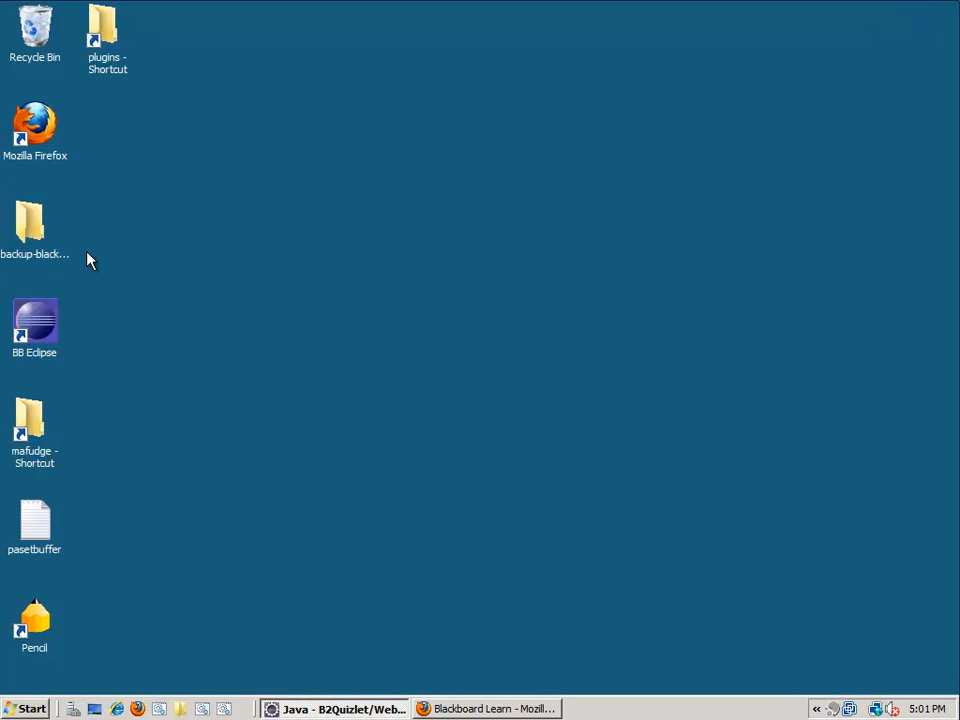 Recycle Bin
plugins -
Shortcut
Mozilla Firefox
backup-black...
BB Eclipse
mafudge -
Shortcut
pasetbuffer
Pencil
Start
Java - B2Quizlet/Web...
Blackboard Learn - Mozill...
«
5:01 PM